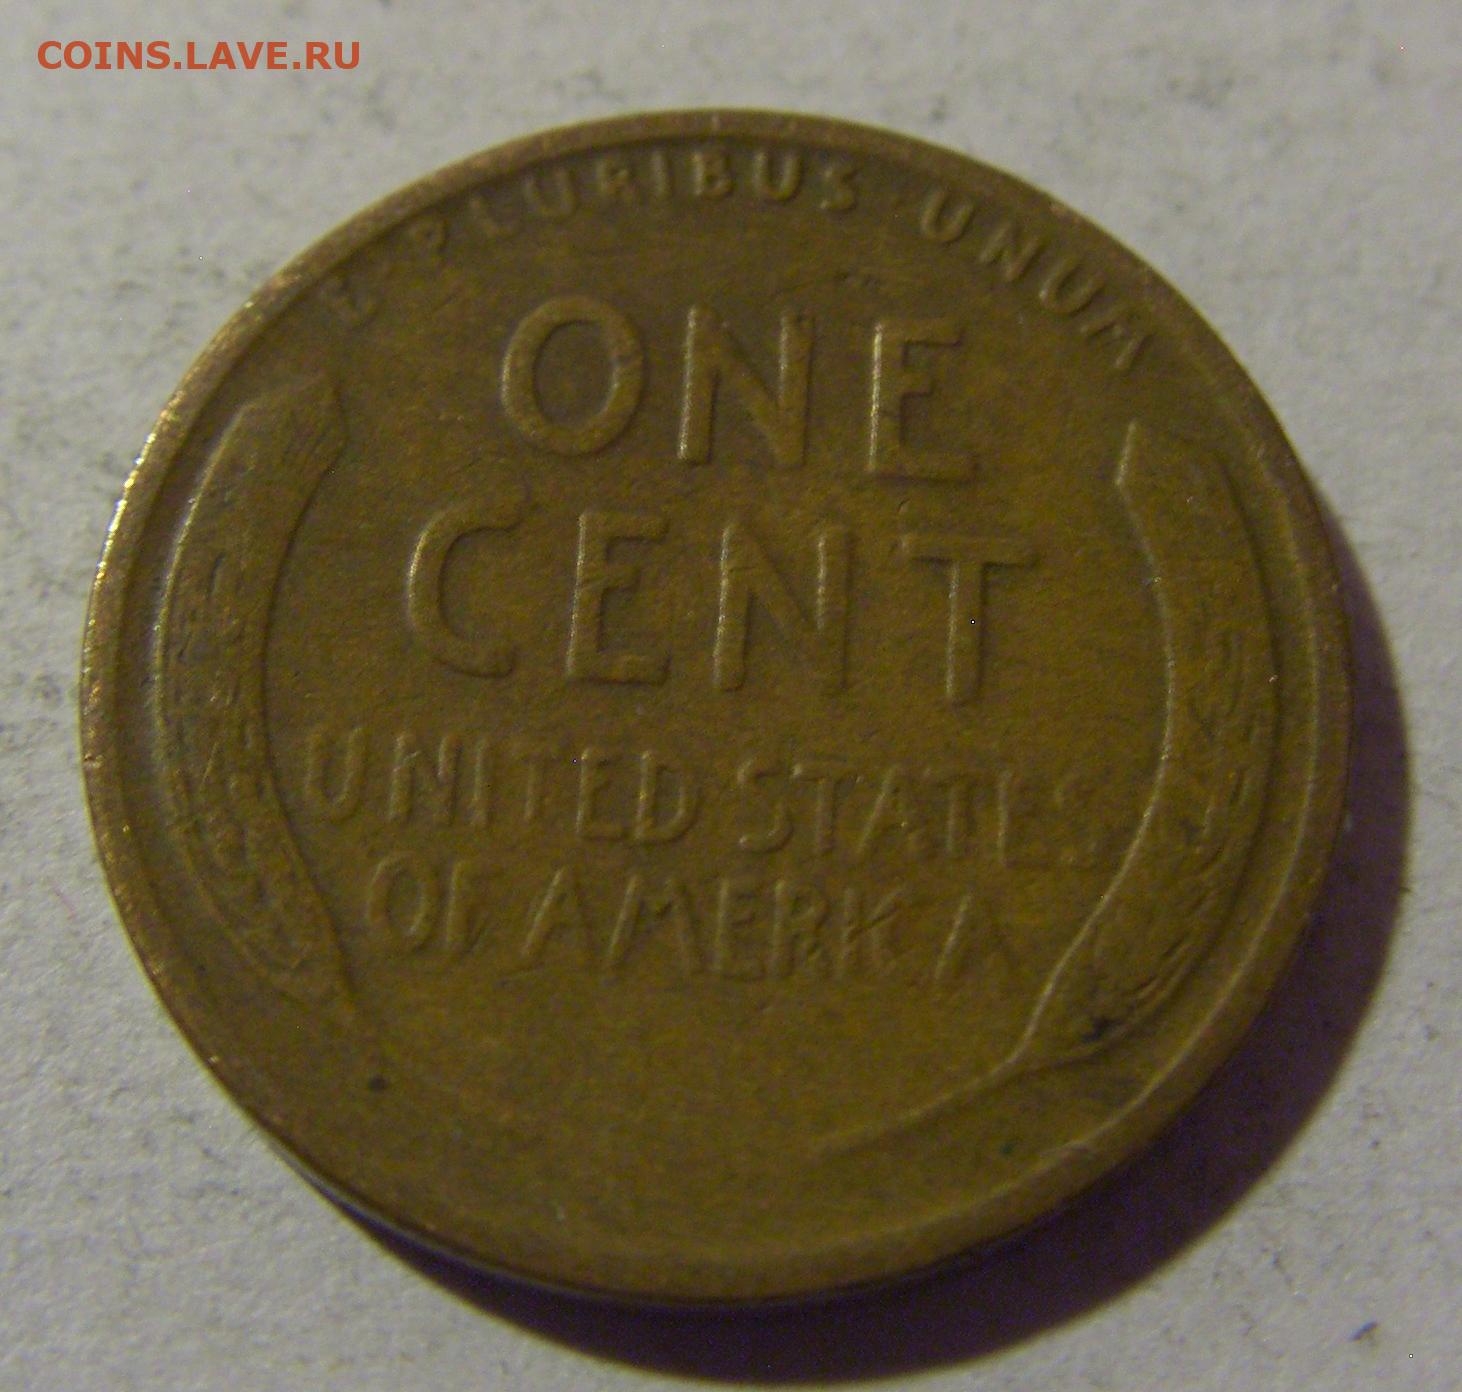 COINS.LAVE.RU
E PLURIBUS UNUM
ONE
CENT
UNITED STATES
OF AMERICA